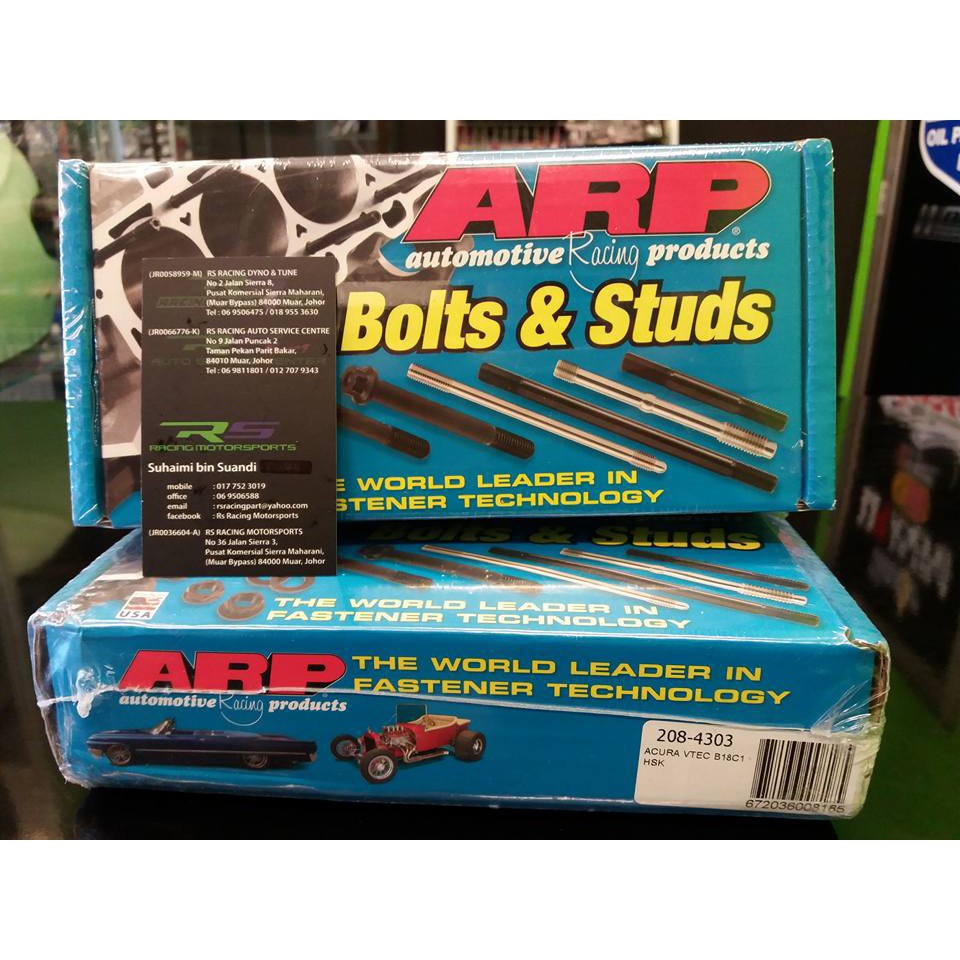 ARP
automotive Racing products
Bolts & Studs
E WORLD LEADER IN
STENER TECHNOLOGY
(JR0058959-M) RS RACING DYNO & TUNE
No 2 Jalan Sierra 8,
Pusat Komersial Sierra Maharani,
(Muar Bypass) 84000 Muar, Johor
Tel : 06 9506475 / 018 955 3630
(JR0066776-K) RS RACING AUTO SERVICE CENTRE
No 9 Jalan Puncak 2
Taman Pekan Parit Bakar,
84010 Muar, Johor
Tel : 06 9811801 / 012 707 9343
RS
RACING MOTORSPORTS
Suhaimi bin Suandi
mobile : 017 752 3019
office : 06 9506588
email : rsracingpart@yahoo.com
facebook : Rs Racing Motorsports
(JR0036604-A) RS RACING MOTORSPORTS
No 36 Jalan Sierra 3,
Pusat Komersial Sierra Maharani,
(Muar Bypass) 84000 Muar, Johor
OIL
Bolts & Studs
USA
THE WORLD LEADER IN
FASTENER TECHNOLOGY
ARP
automotive Racing products
THE WORLD LEADER IN
FASTENER TECHNOLOGY
208-4303
ACURA VTEC B18C1
HSK
672036008185